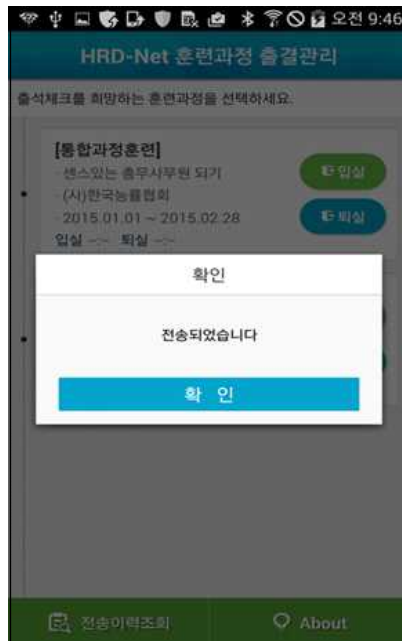 오전 9:46
HRD-Net 훈련과정 출결관리
출석체크를 희망하는 훈련과정을 선택하세요.
[통합과정훈련]
- 센스있는 총무사무원 되기
- (사)한국능률협회
- 2015.01.01 ~ 2015.02.28
입실 -:- 퇴실 -:-
입실
퇴실
확인
전송되었습니다
확 인
전송이력조회
About